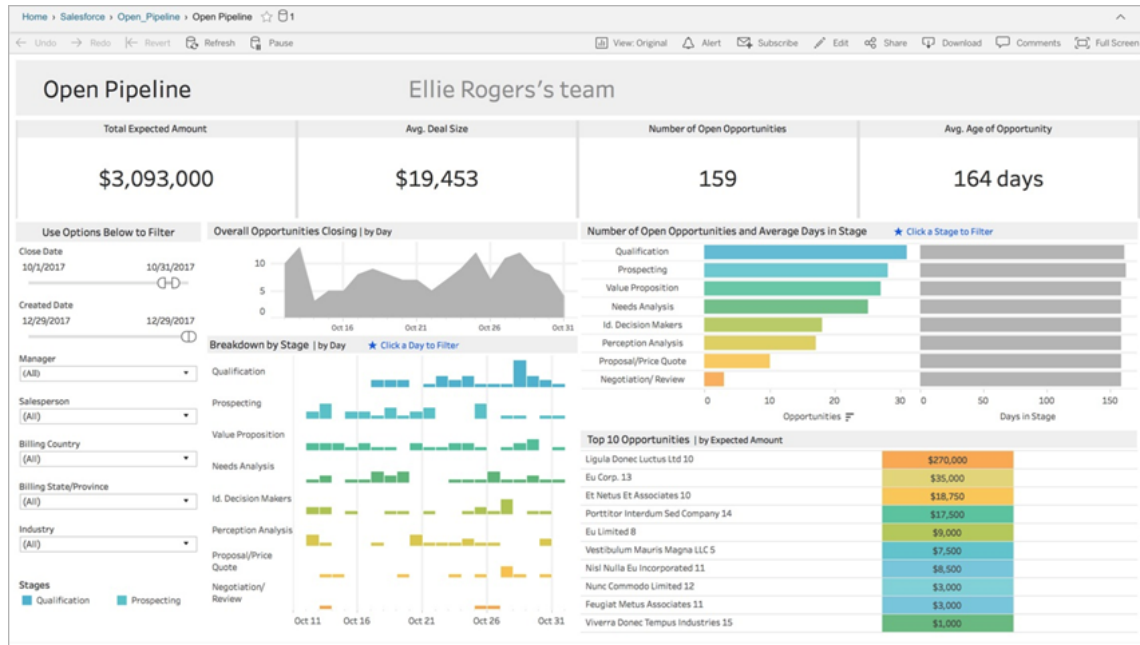 Home › Salesforce › Open_Pipeline › Open Pipeline 1
Undo Redo Revert Refresh Pause View: Original Alert Subscribe Edit Share Download Comments Full Screen
Open Pipeline Ellie Rogers's team
Total Expected Amount Avg. Deal Size Number of Open Opportunities Avg. Age of Opportunity
$3,093,000 $19,453 159 164 days
Use Options Below to Filter
Close Date
10/1/2017 10/31/2017
Created Date
12/29/2017 12/29/2017
Manager
(All)
Salesperson
(All)
Billing Country
(All)
Billing State/Province
(All)
Industry
(All)
Stages
Qualification Prospecting
Overall Opportunities Closing | by Day
10
5
0
Oct 16 Oct 21 Oct 26 Oct 31
Breakdown by Stage | by Day ★ Click a Day to Filter
Qualification
Prospecting
Value Proposition
Needs Analysis
Id. Decision Makers
Perception Analysis
Proposal/Price
Quote
Negotiation/
Review
Oct 11 Oct 16 Oct 21 Oct 26 Oct 31
Number of Open Opportunities and Average Days in Stage ★ Click a Stage to Filter
Qualification
Prospecting
Value Proposition
Needs Analysis
Id. Decision Makers
Perception Analysis
Proposal/Price Quote
Negotiation/ Review
0 10 20 30 0 50 100 150
Opportunities Days in Stage
Top 10 Opportunities | by Expected Amount
Ligula Donec Luctus Ltd 10 $270,000
Eu Corp. 13 $35,000
Et Netus Et Associates 10 $18,750
Porttitor Interdum Sed Company 14 $17,500
Eu Limited 8 $9,000
Vestibulum Mauris Magna LLC 5 $7,500
Nisl Nulla Eu Incorporated 11 $8,500
Nunc Commodo Limited 12 $3,000
Feugiat Metus Associates 11 $3,000
Viverra Donec Tempus Industries 15 $1,000